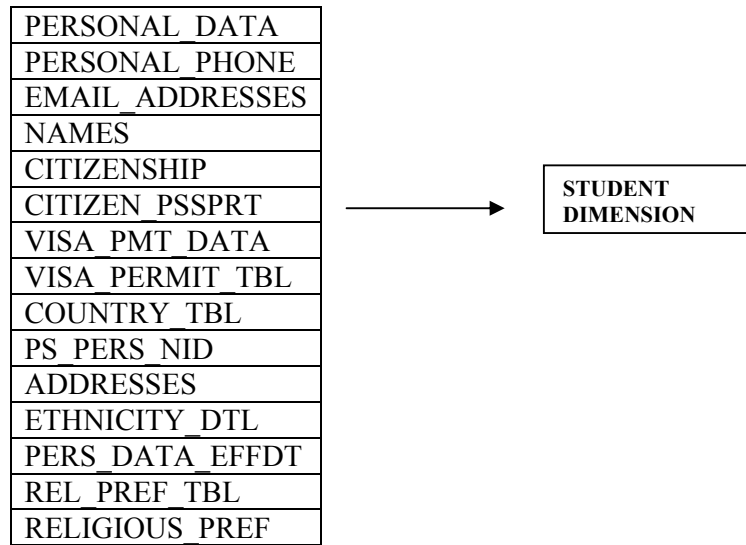 PERSONAL_DATA
PERSONAL_PHONE
EMAIL_ADDRESSES
NAMES
CITIZENSHIP
CITIZEN_PSSPRT
VISA_PMT_DATA
VISA_PERMIT_TBL
COUNTRY_TBL
PS_PERS_NID
ADDRESSES
ETHNICITY_DTL
PERS_DATA_EFFDT
REL_PREF_TBL
RELIGIOUS_PREF
STUDENT
DIMENSION